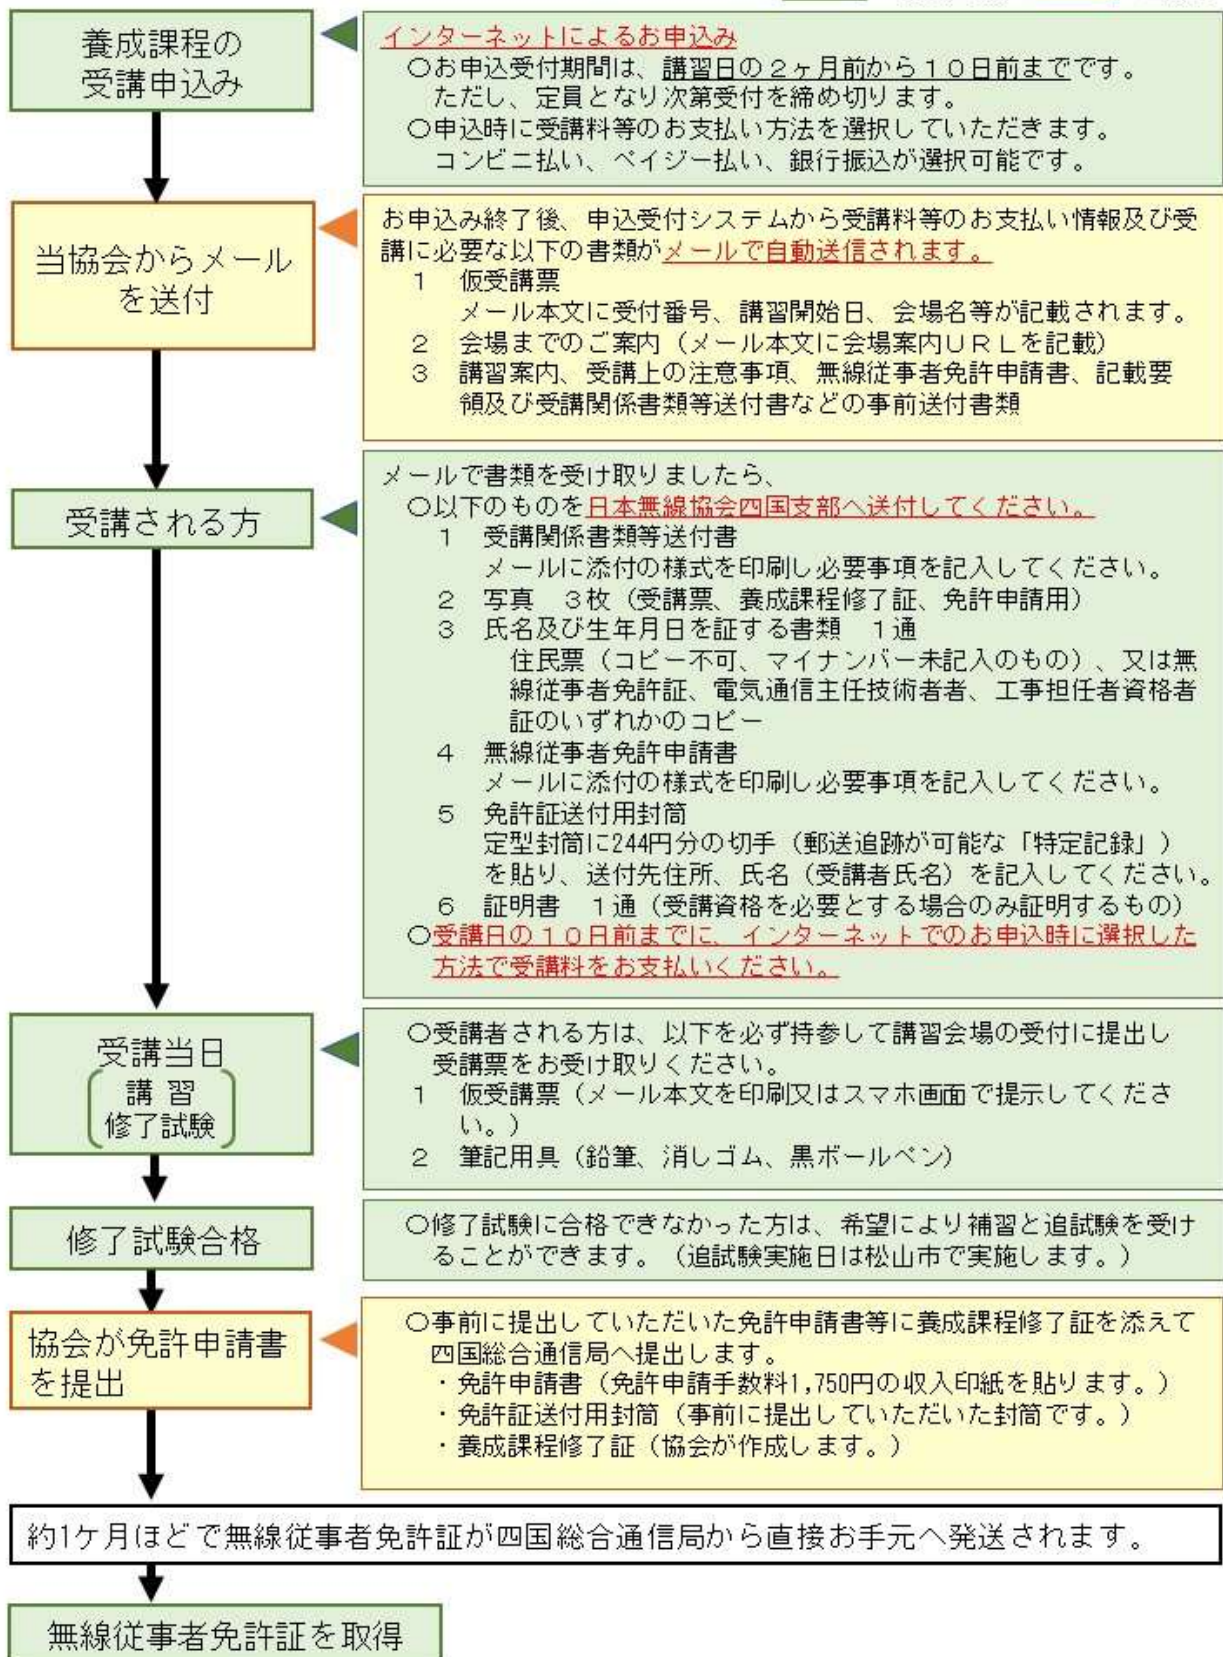 養成課程の
受講申込み
インターネットによるお申込み
〇お申込受付期間は、講習日の2ヶ月前から10日前までです。
ただし、定員となり次第受付を締め切ります。
〇申込時に受講料等のお支払い方法を選択していただきます。
コンビニ払い、ペイジー払い、銀行振込が選択可能です。
当協会からメール
を送付
お申込み終了後、申込受付システムから受講料等のお支払い情報及び受
講に必要な以下の書類がメールで自動送信されます。
1 仮受講票
メール本文に受付番号、講習開始日、会場名等が記載されます。
2 会場までのご案内(メール本文に会場案内URLを記載)
3 講習案内、受講上の注意事項、無線従事者免許申請書、記載要
領及び受講関係書類等送付書などの事前送付書類
受講される方
メールで書類を受け取りましたら、
〇以下のものを日本無線協会四国支部へ送付してください。
1 受講関係書類等送付書
メールに添付の様式を印刷し必要事項を記入してください。
2 写真 3枚(受講票、養成課程修了証、免許申請用)
3 氏名及び生年月日を証する書類 1通
住民票(コピー不可、マイナンバー未記入のもの)、又は無
線従事者免許証、電気通信主任技術者者、工事担任者資格者
証のいずれかのコピー
4 無線従事者免許申請書
メールに添付の様式を印刷し必要事項を記入してください。
5 免許証送付用封筒
定型封筒に244円分の切手(郵送追跡が可能な「特定記録」)
を貼り、送付先住所、氏名(受講者氏名)を記入してください。
6 証明書 1通(受講資格を必要とする場合のみ証明するもの)
〇受講日の10日前までに、インターネットでのお申込時に選択した
方法で受講料をお支払いください。
受講当日
講 習
修了試験
〇受講者される方は、以下を必ず持参して講習会場の受付に提出し
受講票をお受け取りください。
1 仮受講票(メール本文を印刷又はスマホ画面で提示してくださ
い。)
2 筆記用具(鉛筆、消しゴム、黒ボールペン)
修了試験合格
〇修了試験に合格できなかった方は、希望により補習と追試験を受け
ることができます。(追試験実施日は松山市で実施します。)
協会が免許申請書
を提出
〇事前に提出していただいた免許申請書等に養成課程修了証を添えて
四国総合通信局へ提出します。
・免許申請書(免許申請手数料1,750円の収入印紙を貼ります。)
・免許証送付用封筒(事前に提出していただいた封筒です。)
・養成課程修了証(協会が作成します。)
約1ケ月ほどで無線従事者免許証が四国総合通信局から直接お手元へ発送されます。
無線従事者免許証を取得